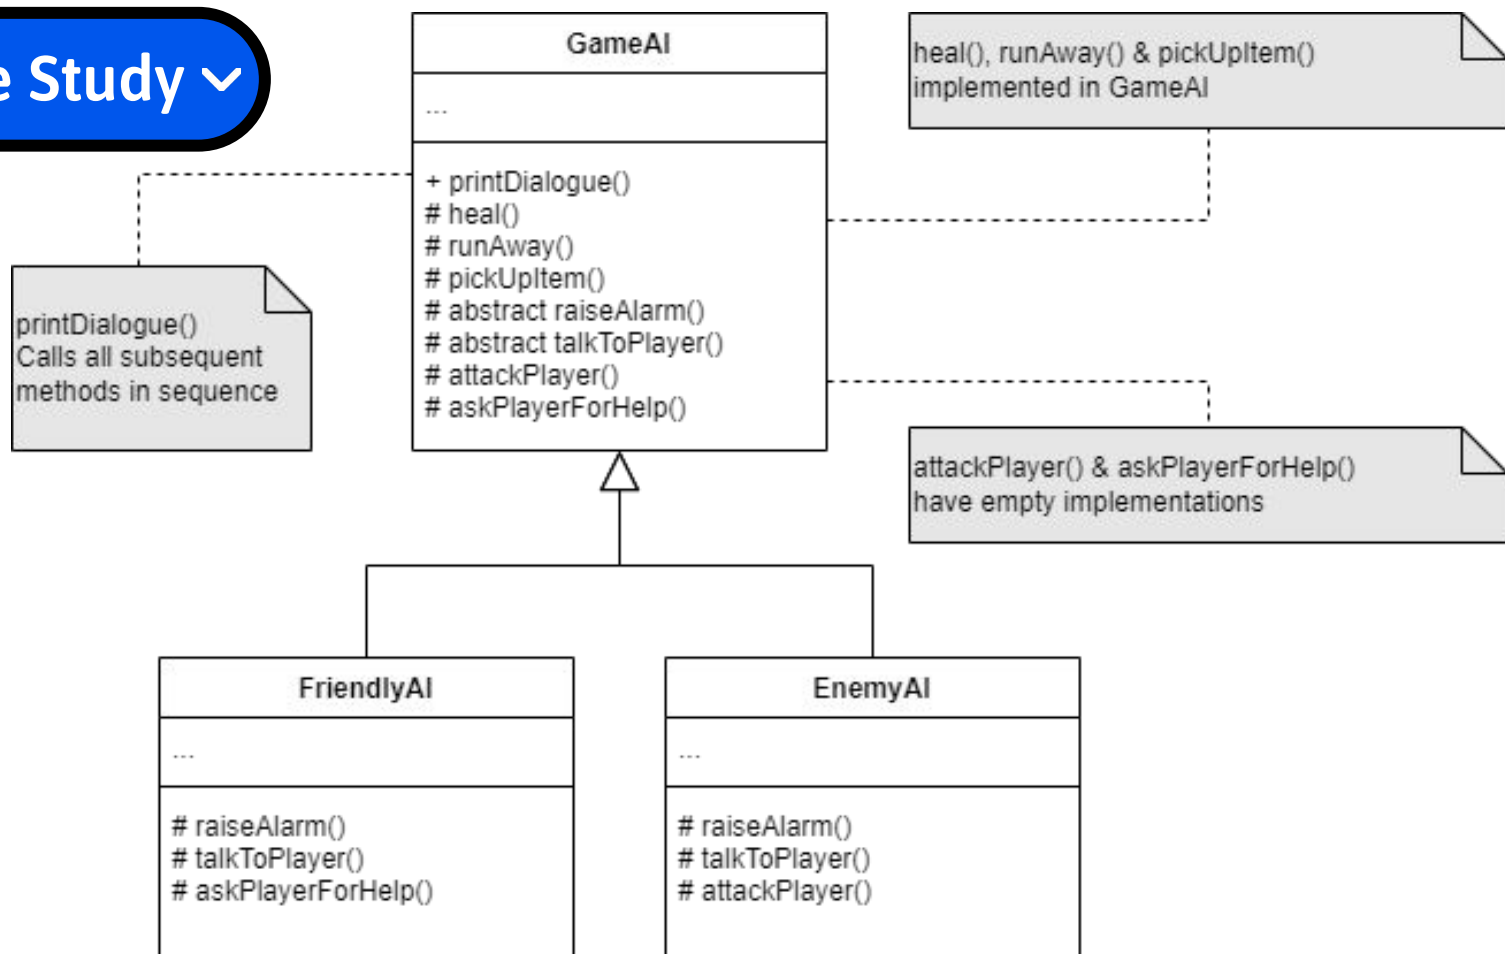 e Study
GameAI
...
+ printDialogue()
# heal()
# runAway()
# pickUpItem()
# abstract raiseAlarm()
# abstract talkToPlayer()
# attackPlayer()
# askPlayerForHelp()
heal(), runAway() & pickUpItem()
implemented in GameAI
printDialogue()
Calls all subsequent
methods in sequence
attackPlayer() & askPlayerForHelp()
have empty implementations
FriendlyAI
...
# raiseAlarm()
# talkToPlayer()
# askPlayerForHelp()
EnemyAI
...
# raiseAlarm()
# talkToPlayer()
# attackPlayer()